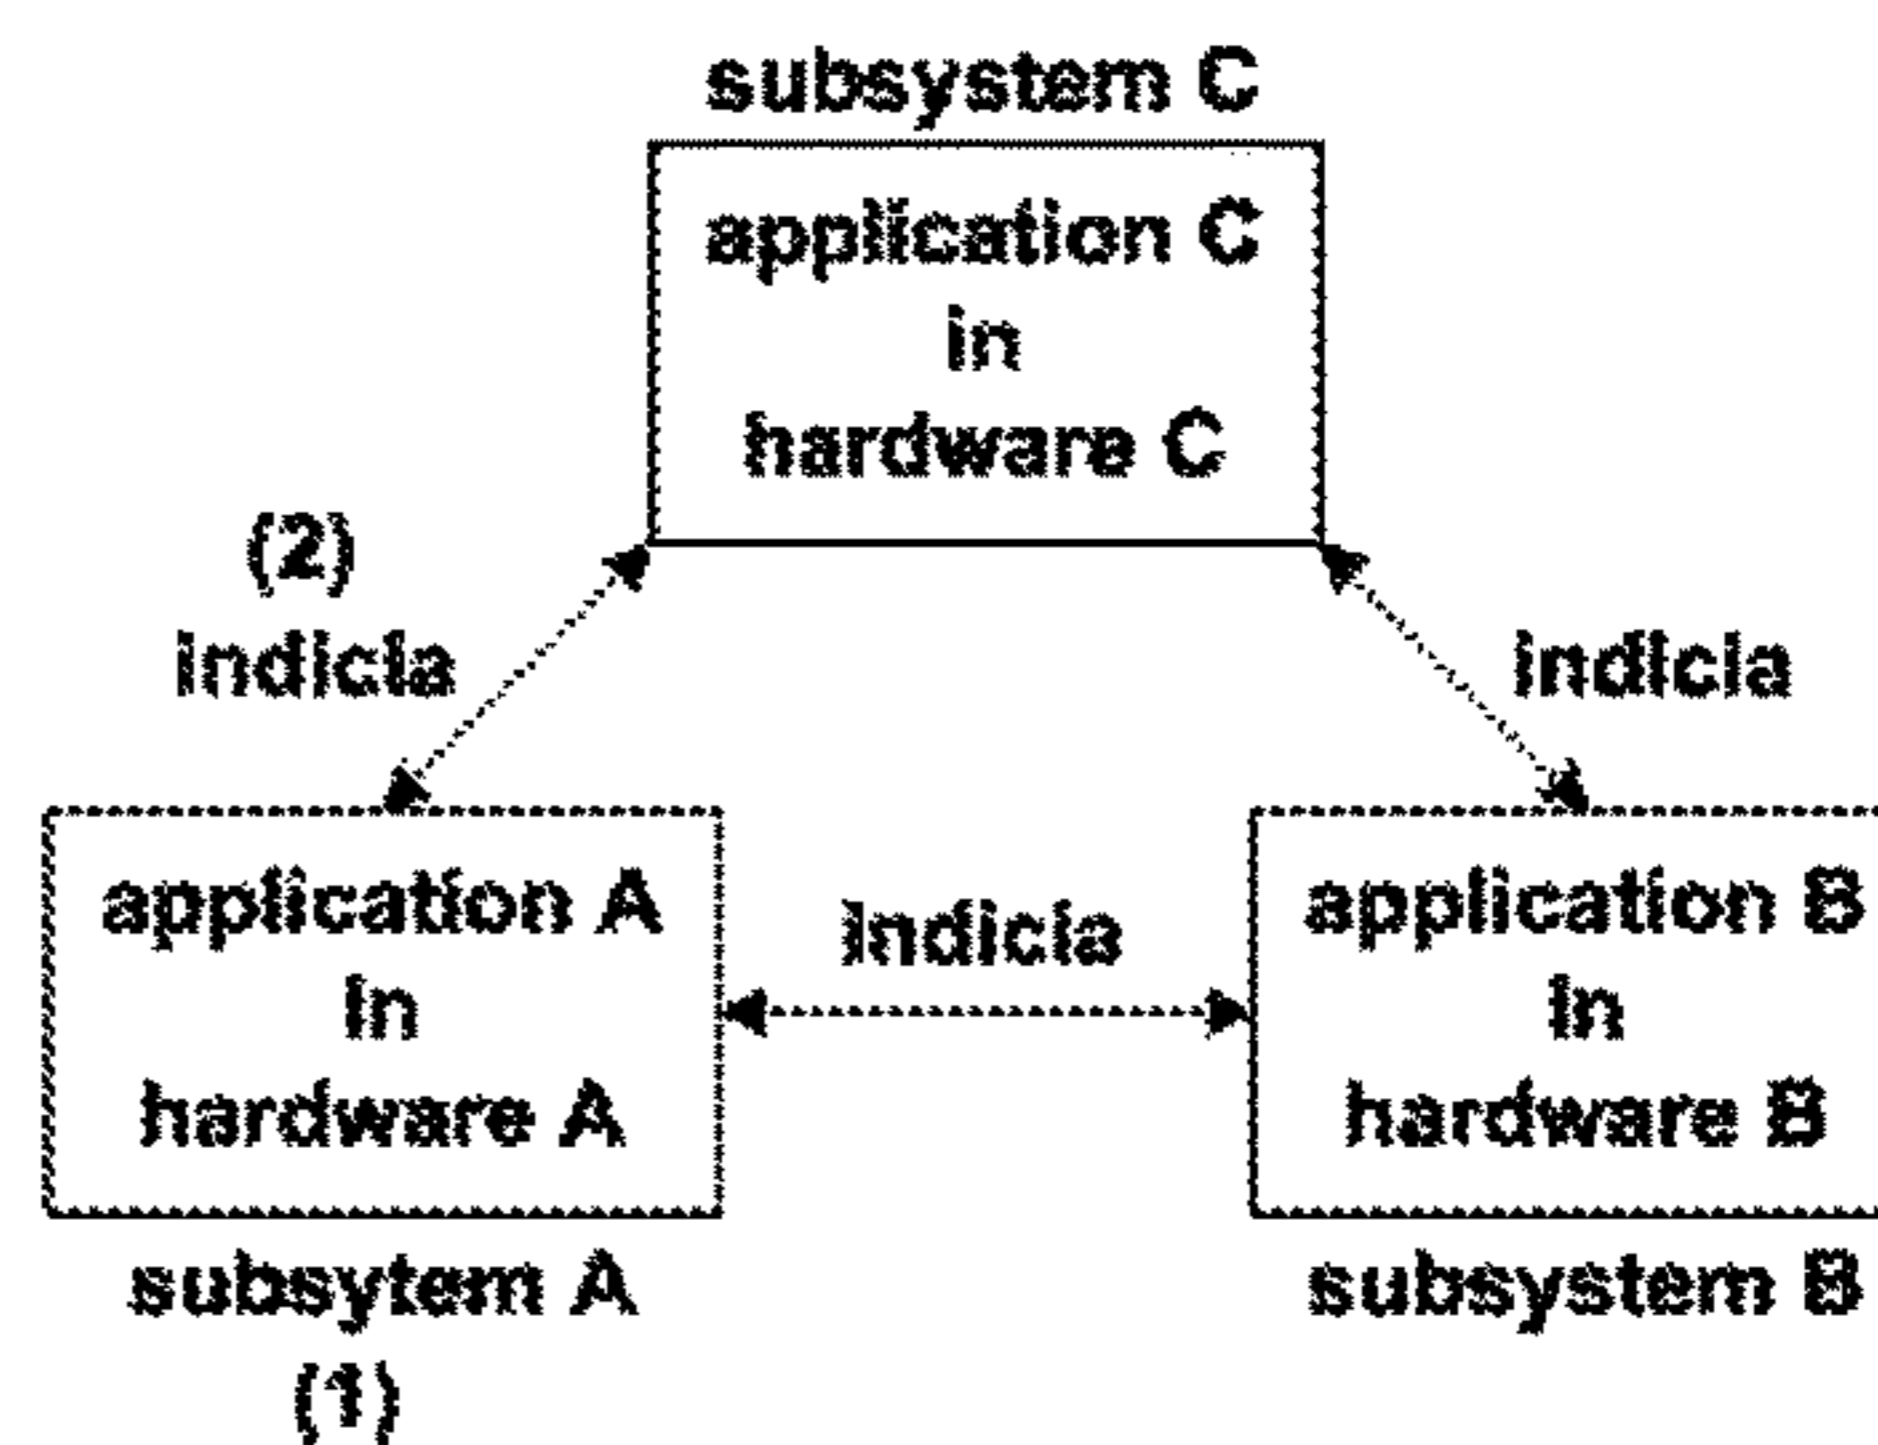 subsystem C
application C
in
hardware C
(2)
indicia
indicia
application A
in
hardware A
indicia
application B
in
hardware B
subsytem A
(1)
subsystem B